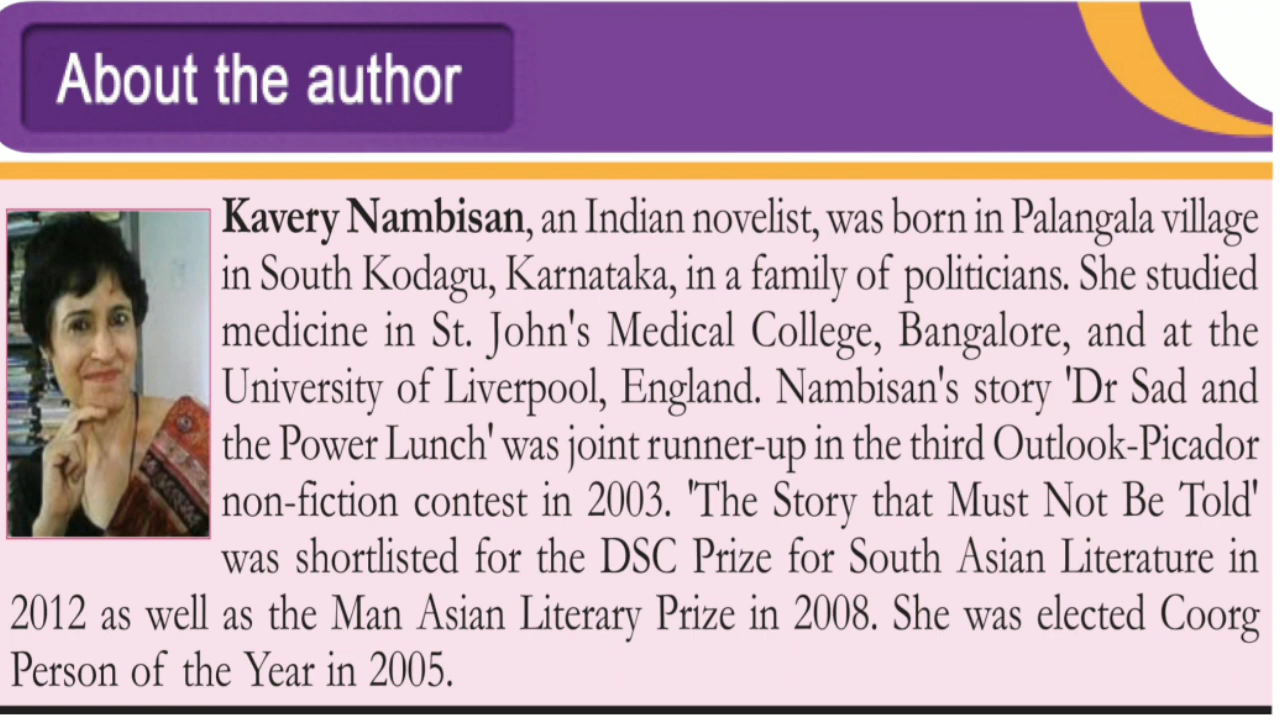 About the author
Kavery Nambisan, an Indian novelist, was born in Palangala village
in South Kodagu, Karnataka, in a family of politicians. She studied
medicine in St. John's Medical College, Bangalore, and at the
University of Liverpool, England. Nambisan's story 'Dr Sad and
the Power Lunch' was joint runner-up in the third Outlook-Picador
non-fiction contest in 2003. 'The Story that Must Not Be Told'
was shortlisted for the DSC Prize for South Asian Literature in
2012 as well as the Man Asian Literary Prize in 2008. She was elected Coorg
Person of the Year in 2005.